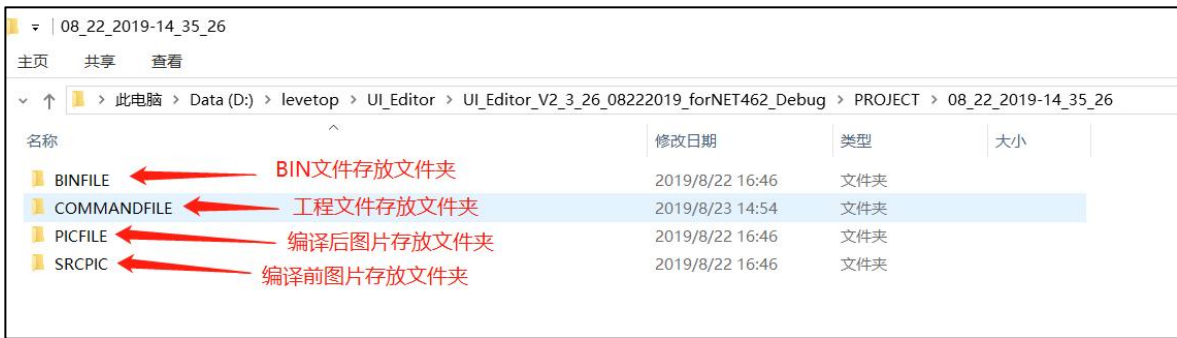 08_22_2019-14_35_26
主页 共享 查看
此电脑 > Data (D:) > levetop > UI_Editor > UI_Editor_V2_3_26_08222019_forNET462_Debug > PROJECT > 08_22_2019-14_35_26
名称 修改日期 类型 大小
BINFILE BIN文件存放文件夹 2019/8/22 16:46 文件夹
COMMANDFILE 工程文件存放文件夹 2019/8/23 14:54 文件夹
PICFILE 编译后图片存放文件夹 2019/8/22 16:46 文件夹
SRCPIC 编译前图片存放文件夹 2019/8/22 16:46 文件夹